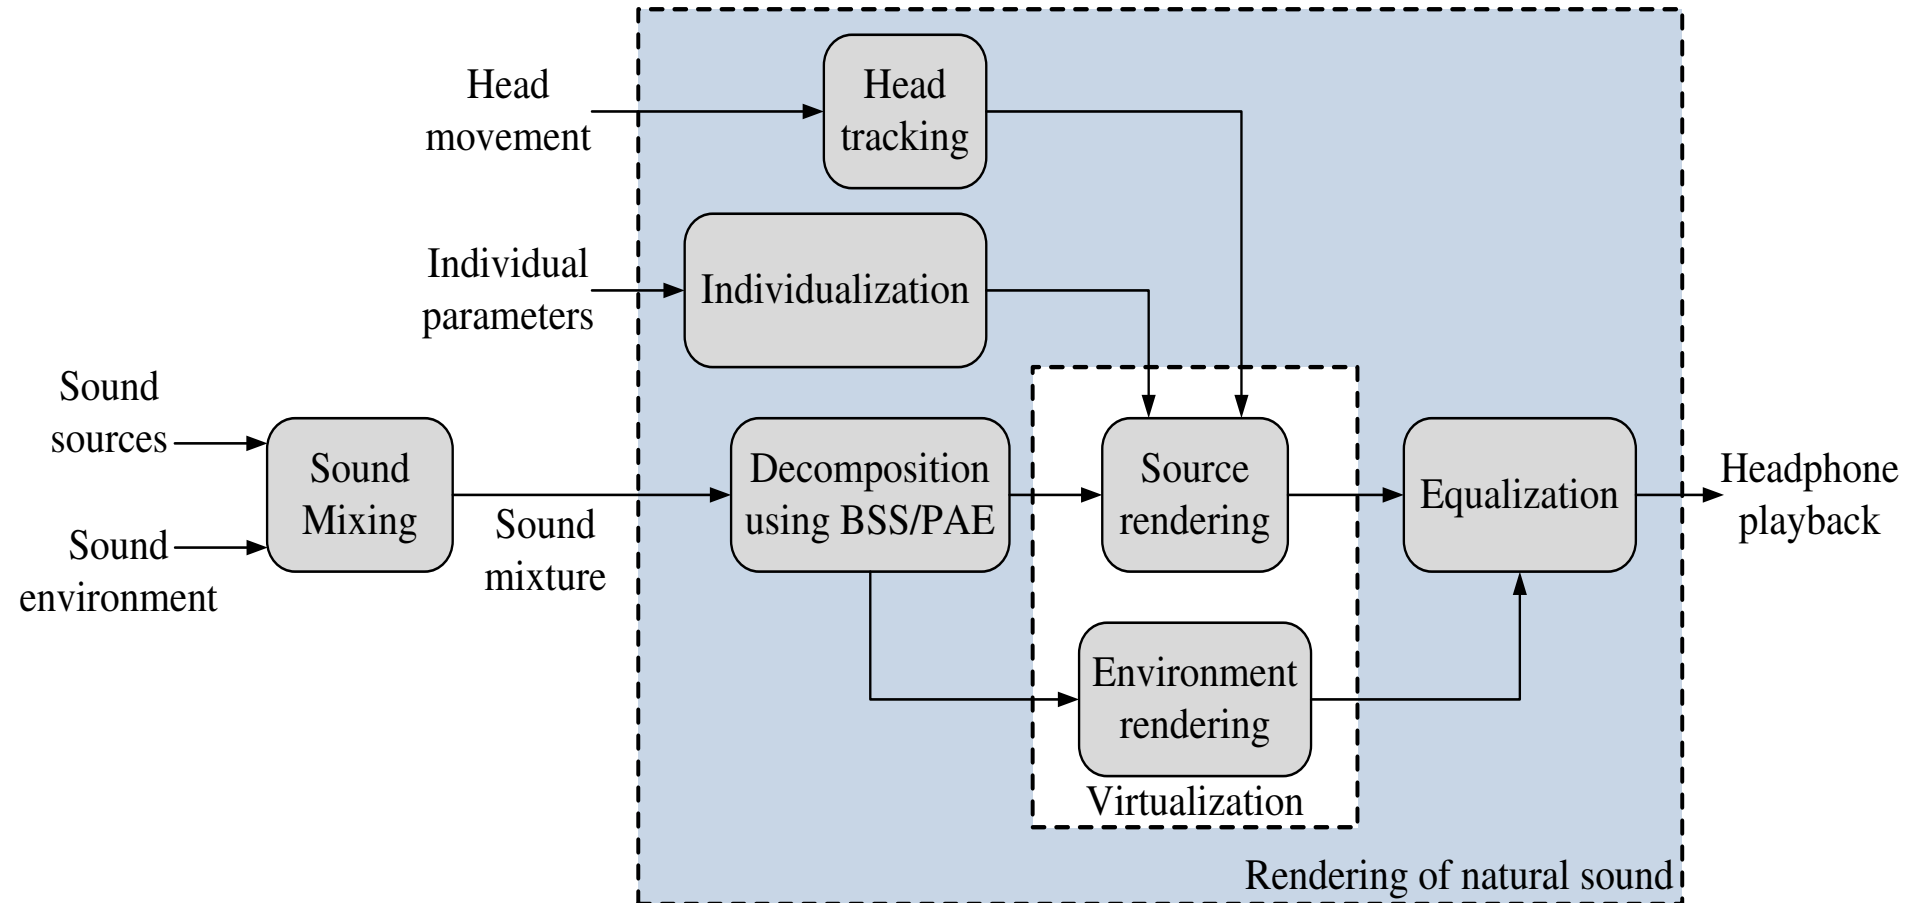 Head
movement
Head
tracking
Individual
parameters
Individualization
Sound
sources
Sound
environment
Sound
Mixing
Sound
mixture
Decomposition
using BSS/PAE
Source
rendering
Equalization
Headphone
playback
Environment
rendering
Virtualization
Rendering of natural sound